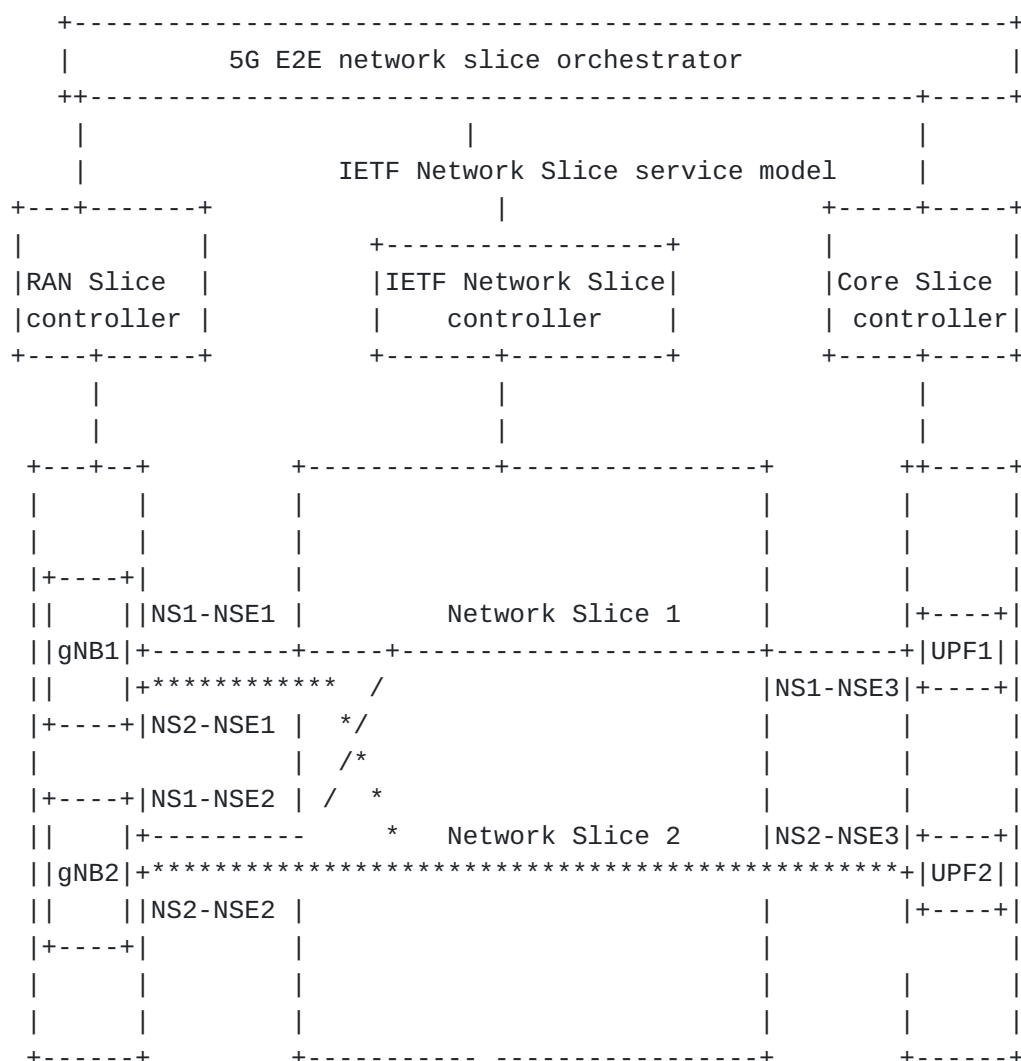 5G E2E network slice orchestrator
IETF Network Slice service model
RAN Slice controller
IETF Network Slice controller
Core Slice controller
NS1-NSE1 Network Slice 1
gNB1 UPF1
NS1-NSE3
NS2-NSE1
NS1-NSE2
Network Slice 2 NS2-NSE3
gNB2 UPF2
NS2-NSE2